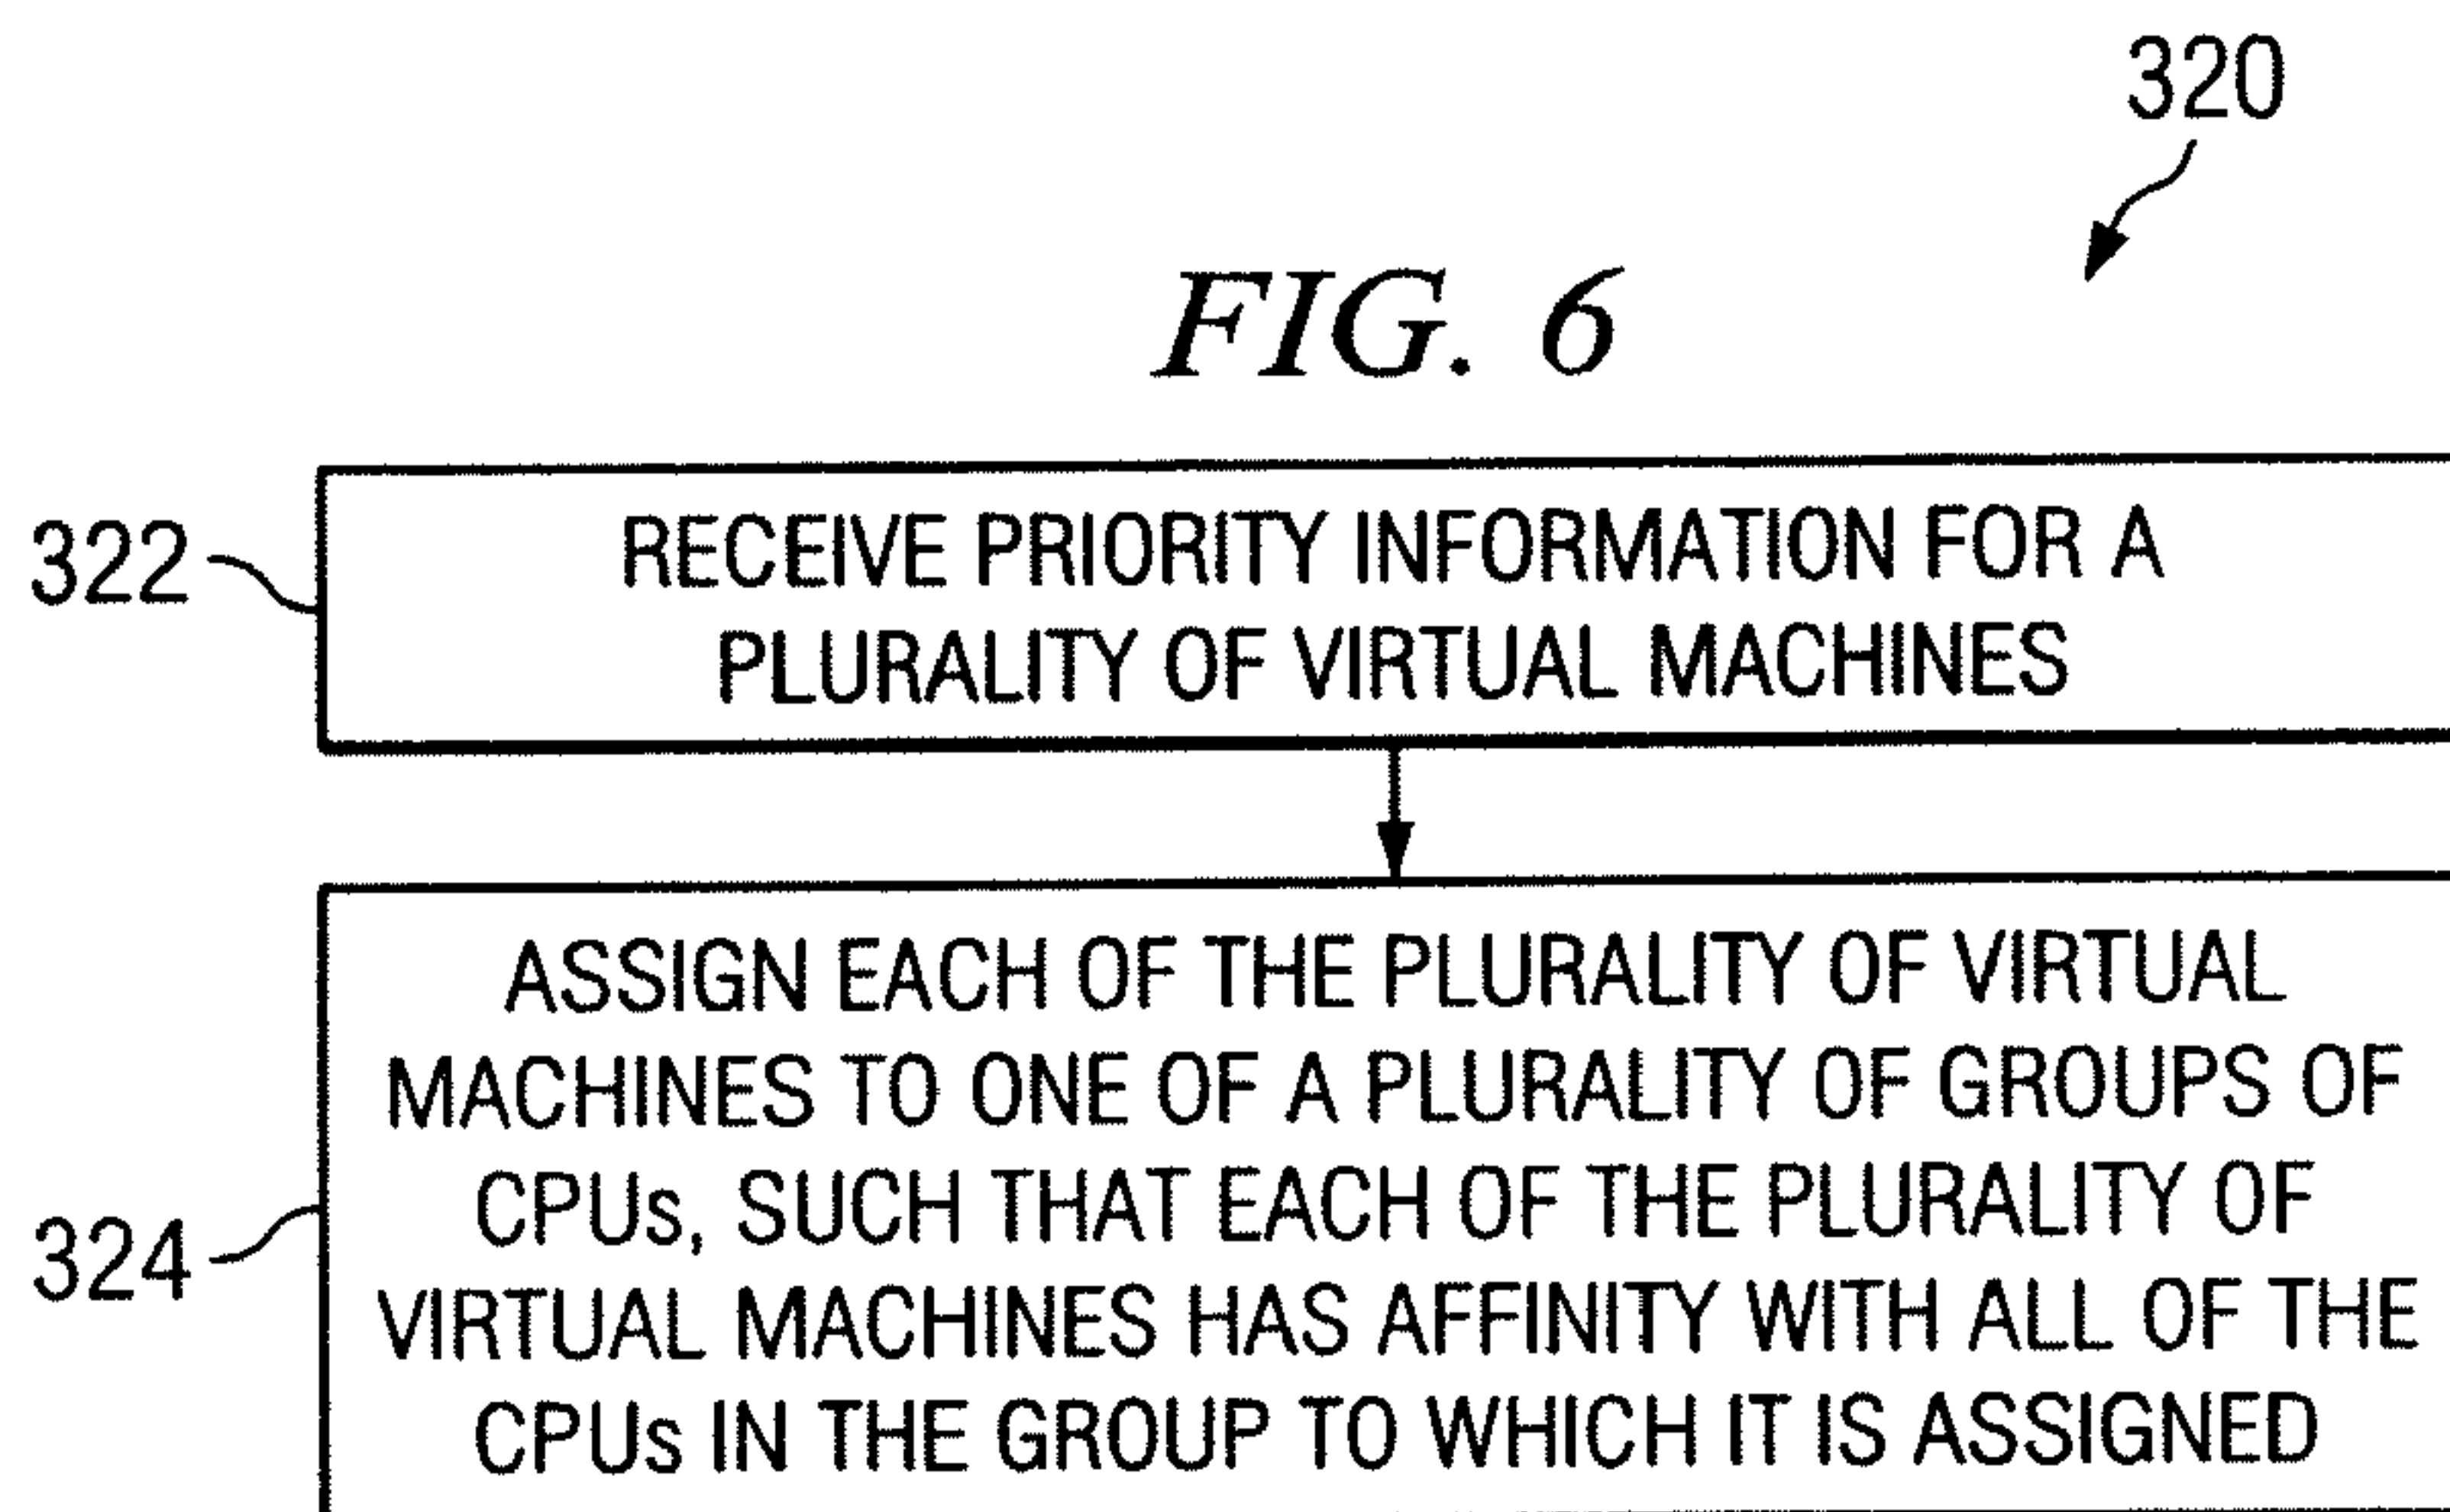 320
FIG. 6
322
RECEIVE PRIORITY INFORMATION FOR A
PLURALITY OF VIRTUAL MACHINES
324
ASSIGN EACH OF THE PLURALITY OF VIRTUAL
MACHINES TO ONE OF A PLURALITY OF GROUPS OF
CPUs, SUCH THAT EACH OF THE PLURALITY OF
VIRTUAL MACHINES HAS AFFINITY WITH ALL OF THE
CPUs IN THE GROUP TO WHICH IT IS ASSIGNED